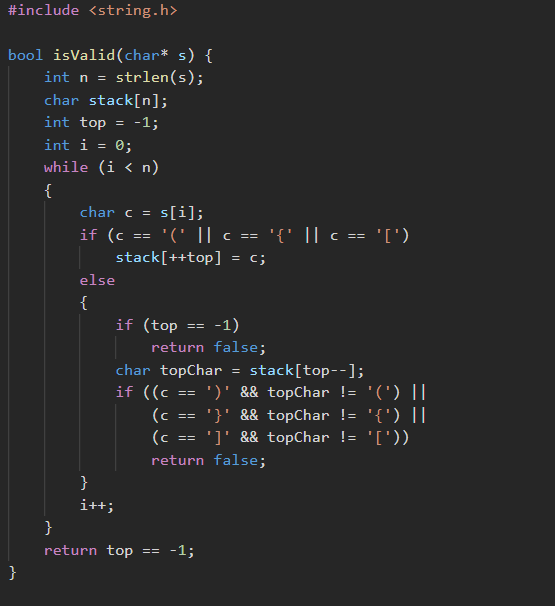 #include <string.h>

bool isValid(char* s) {
    int n = strlen(s);
    char stack[n];
    int top = -1;
    int i = 0;
    while (i < n)
    {
        char c = s[i];
        if (c == '(' || c == '{' || c == '[')
            stack[++top] = c;
        else
        {
            if (top == -1)
                return false;
            char topChar = stack[top--];
            if ((c == ')' && topChar != '(') ||
                (c == '}' && topChar != '{') ||
                (c == ']' && topChar != '['))
                return false;
        }
        i++;
    }
    return top == -1;
}